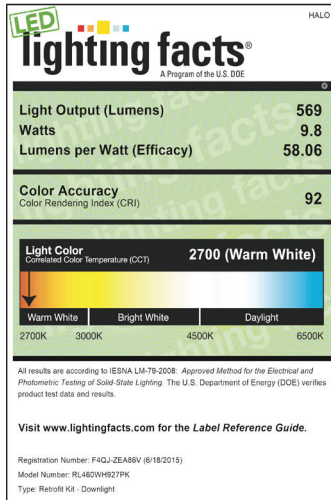 LED
HALO
lighting facts®
A Program of the U.S. DOE
Light Output (Lumens) 569
Watts 9.8
Lumens per Watt (Efficacy) 58.06
Color Accuracy
Color Rendering Index (CRI) 92
Light Color
Correlated Color Temperature (CCT) 2700 (Warm White)
Warm White Bright White Daylight
2700K 3000K 4500K 6500K
All results are according to IESNA LM-79-2008: Approved Method for the Electrical and
Photometric Testing of Solid-State Lighting. The U.S. Department of Energy (DOE) verifies
product test data and results.
Visit www.lightingfacts.com for the Label Reference Guide.
Registration Number: F4QJ-ZEA86V (6/18/2015)
Model Number: RL460WH927PK
Type: Retrofit Kit - Downlight